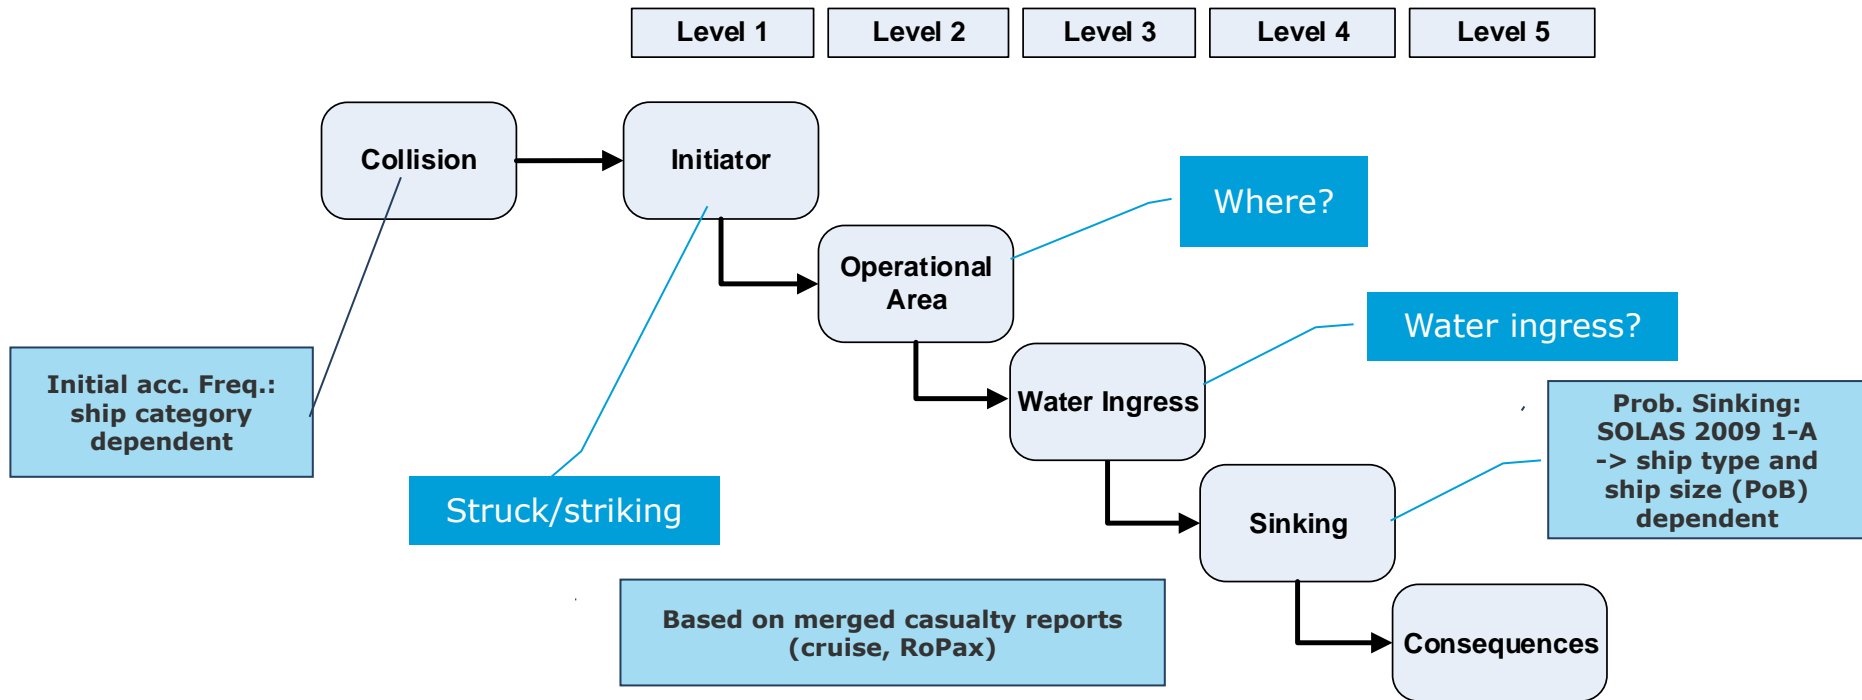 Level 1
Level 2
Level 3
Level 4
Level 5
Collision
Initiator
Where?
Operational
Area
Water ingress?
Initial acc. Freq.:
ship category
dependent
Water Ingress
Prob. Sinking:
SOLAS 2009 1-A
-> ship type and
ship size (PoB)
dependent
Struck/striking
Sinking
Based on merged casualty reports
(cruise, RoPax)
Consequences